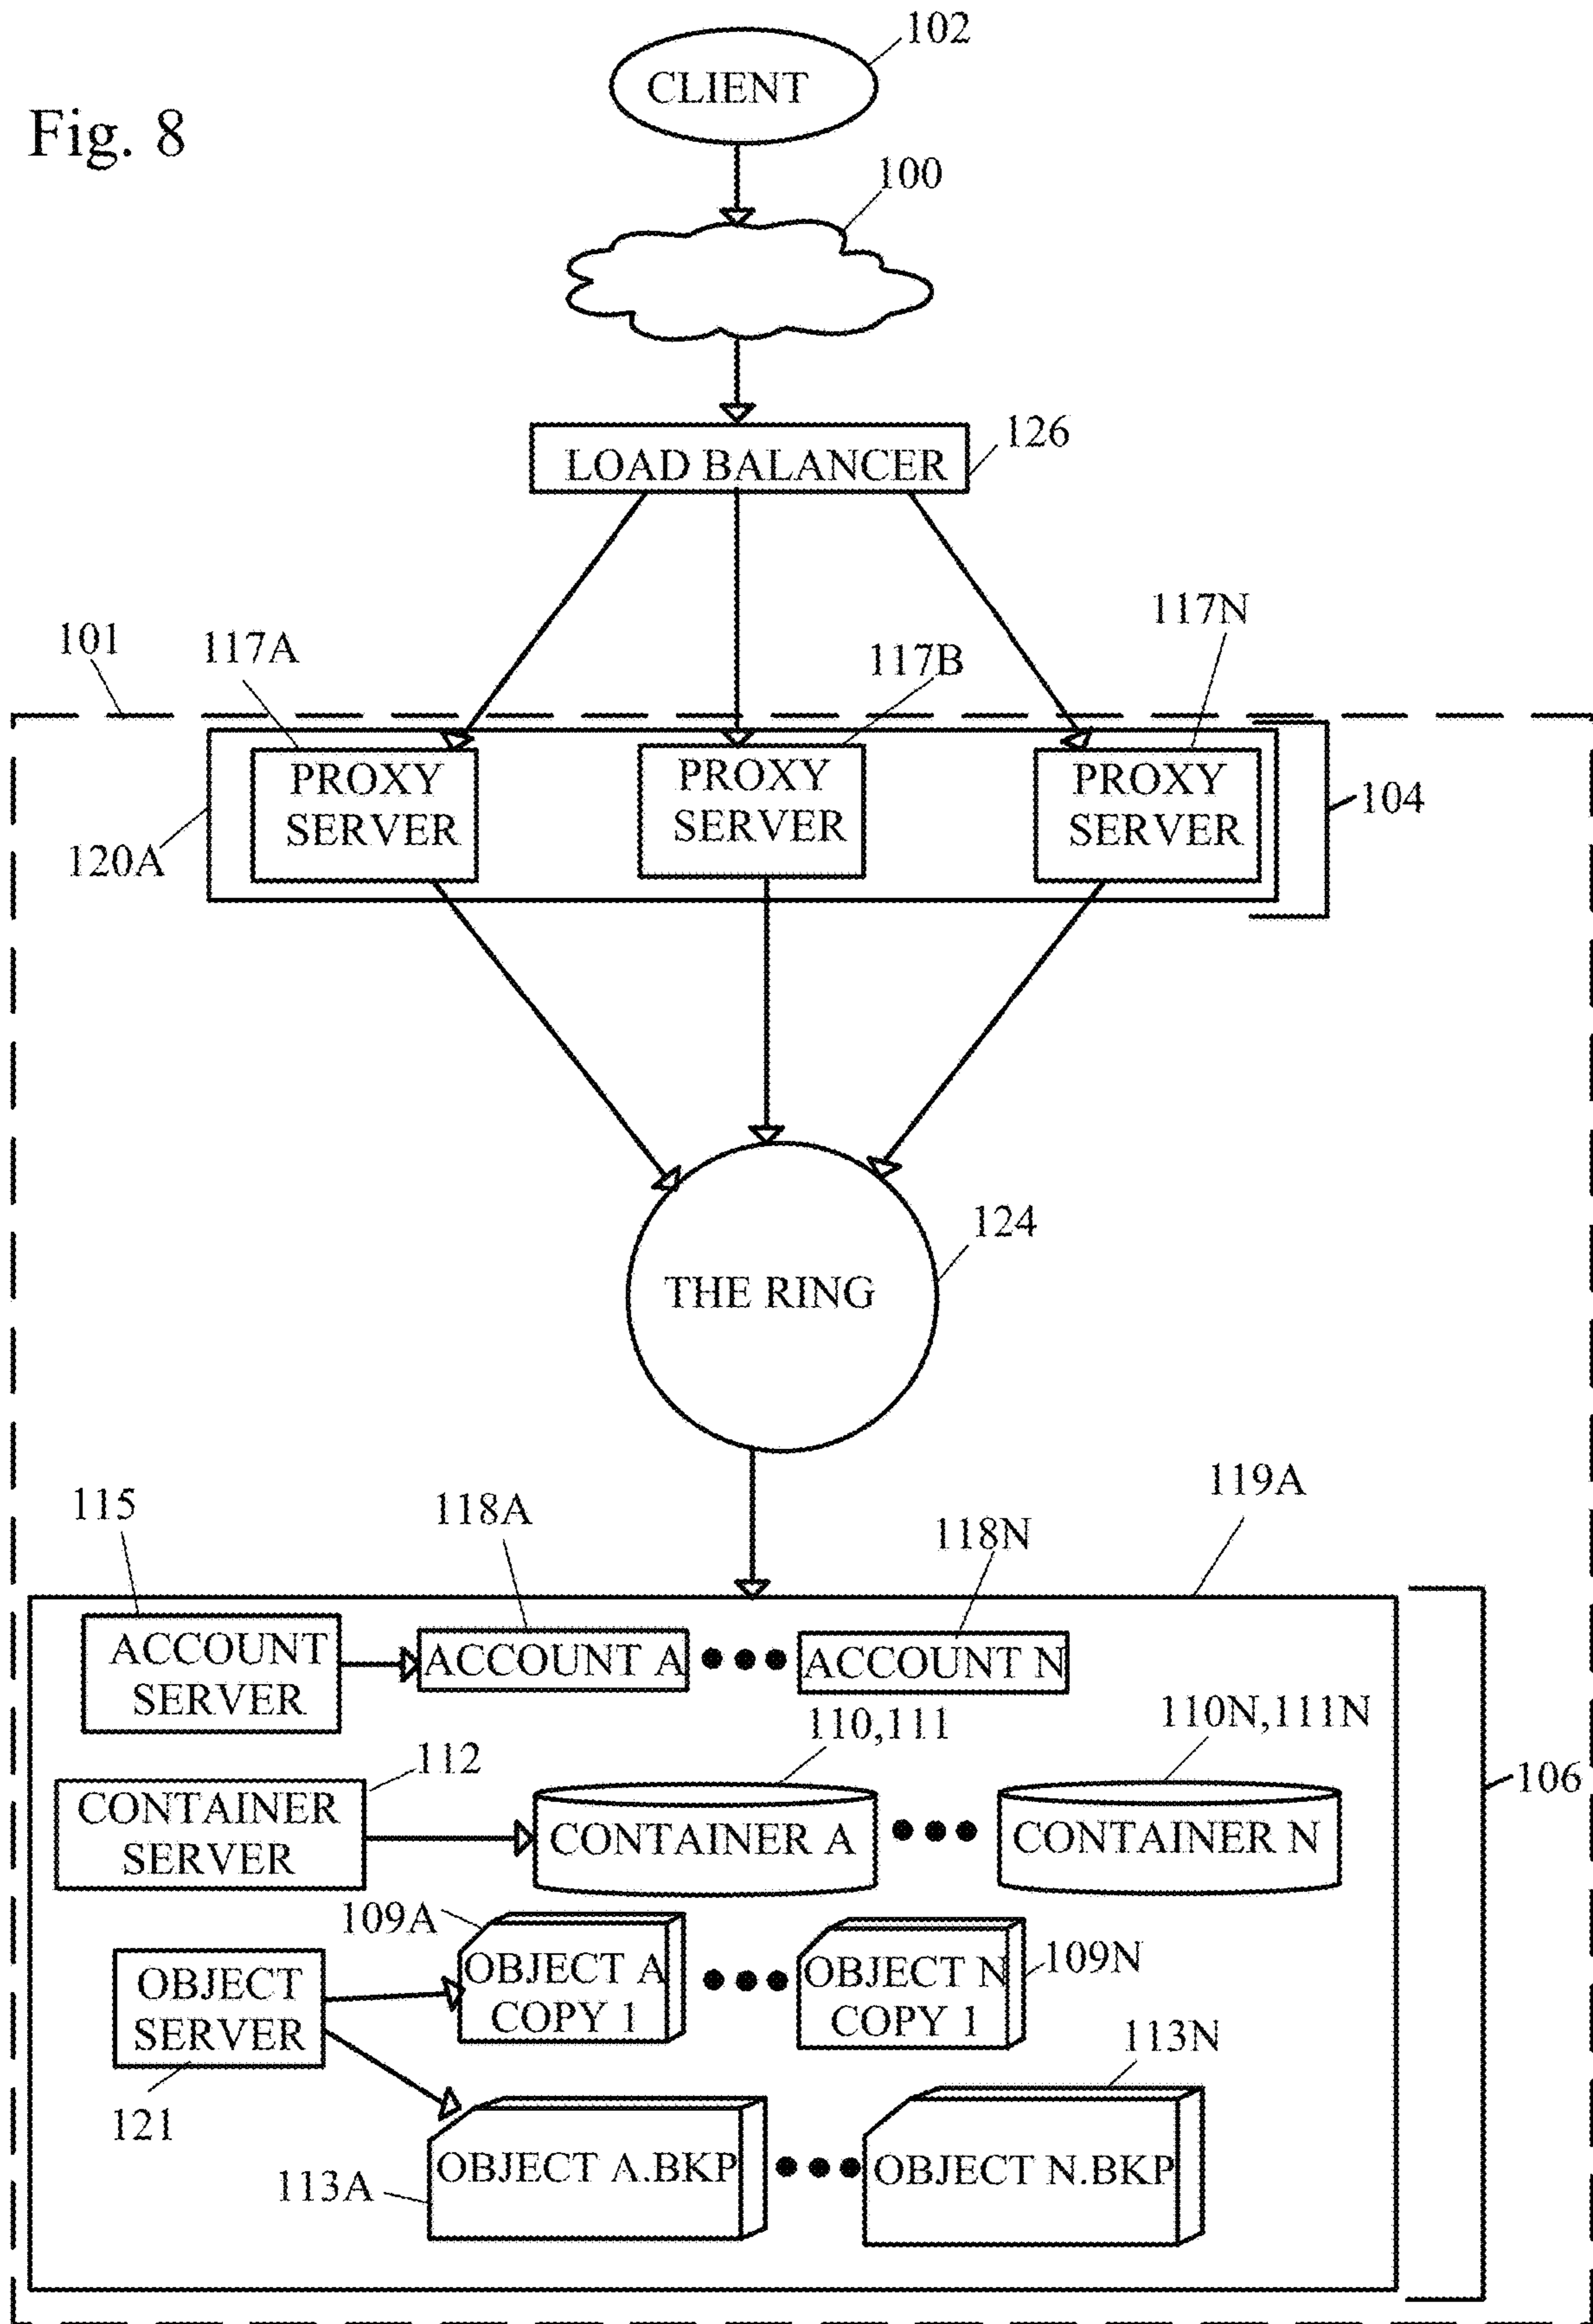 Fig. 8
102
CLIENT
100
126
LOAD BALANCER
101
117A
117B
117N
PROXY
SERVER
PROXY
SERVER
PROXY
SERVER
104
120A
124
THE RING
115
118A
118N
119A
ACCOUNT
SERVER
ACCOUNT A
ACCOUNT N
110,111
110N,111N
112
106
CONTAINER
SERVER
CONTAINER A
CONTAINER N
109A
109N
OBJECT
SERVER
OBJECT A
COPY 1
OBJECT N
COPY 1
121
113N
113A
OBJECT A.BKP
OBJECT N.BKP